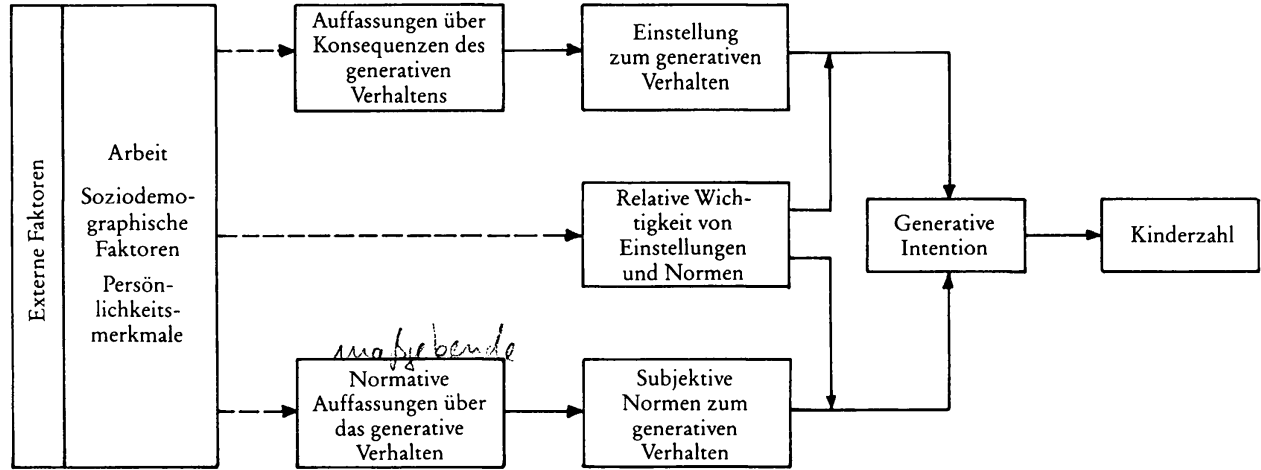 Externe Faktoren
Arbeit
Soziodemo-
graphische
Faktoren
Persön-
lichkeits-
merkmale
Auffassungen über
Konsequenzen des
generativen
Verhaltens
Einstellung
zum generativen
Verhalten
Relative Wich-
tigkeit von
Einstellungen
und Normen
maßgebende
Normative
Auffassungen über
das generative
Verhalten
Subjektive
Normen zum
generativen
Verhalten
Generative
Intention
Kinderzahl